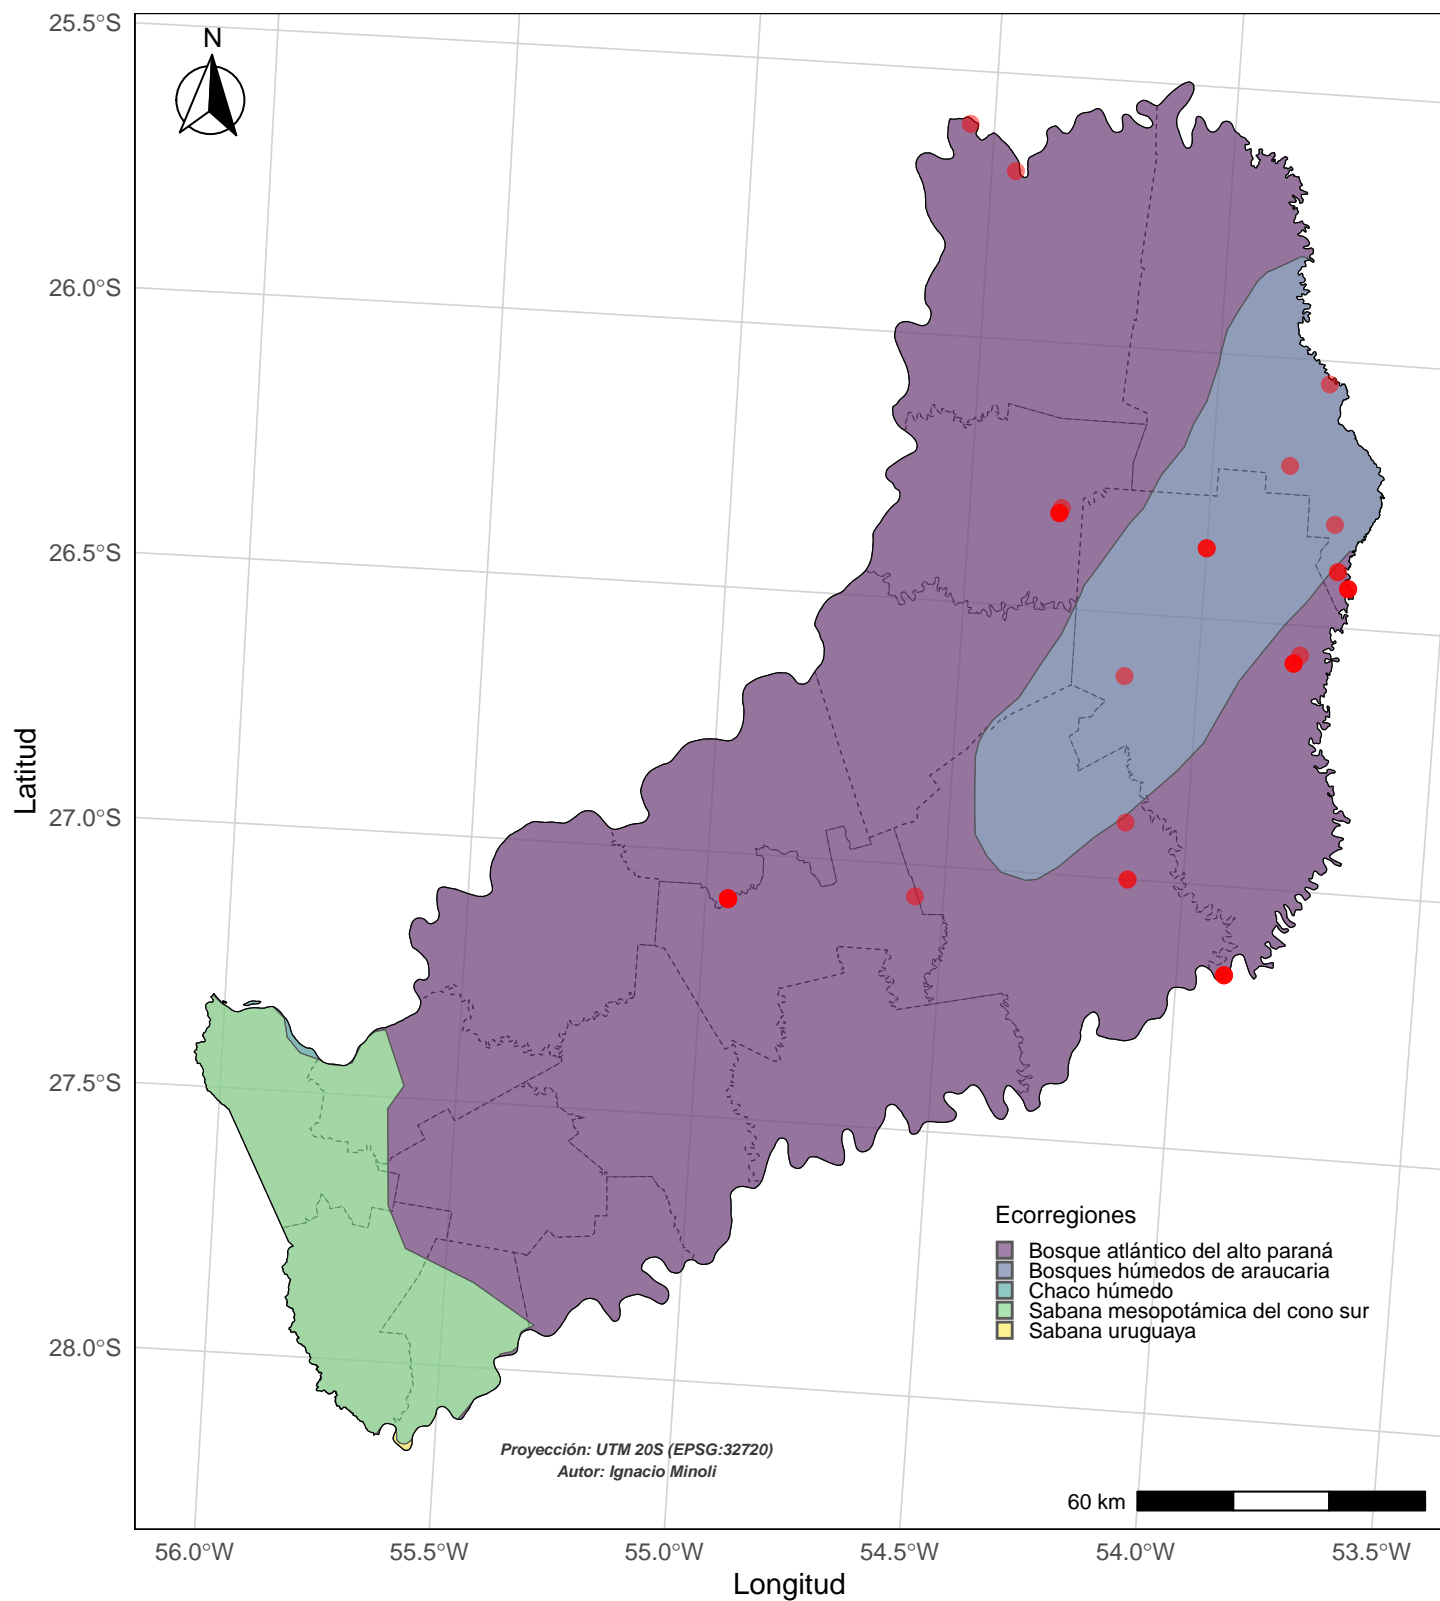 25.5°S
N
26.0°S
26.5°S
Latitud
27.0°S
27.5°S
Ecorregiones
Bosque atlántico del alto paraná
Bosques húmedos de araucaria
Chaco húmedo
Sabana mesopotámica del cono sur
Sabana uruguaya
28.0°S
Proyección: UTM 20S (EPSG:32720)
Autor: Ignacio Minoli
60 km
56.0°W 55.5°W 55.0°W 54.5°W 54.0°W 53.5°W
Longitud